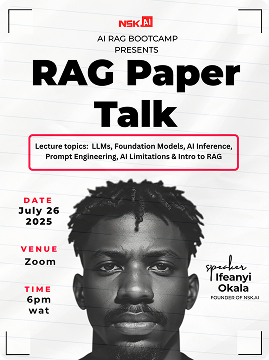 NSK AI
AI RAG BOOTCAMP
PRESENTS
RAG Paper
Talk
Lecture topics: LLMs, Foundation Models, AI Inference,
Prompt Engineering, AI Limitations & Intro to RAG
DATE
July 26
2025
VENUE
Zoom
TIME
6pm
wat
speaker
Ifeanyi
Okala
FOUNDER OF NSK.AI